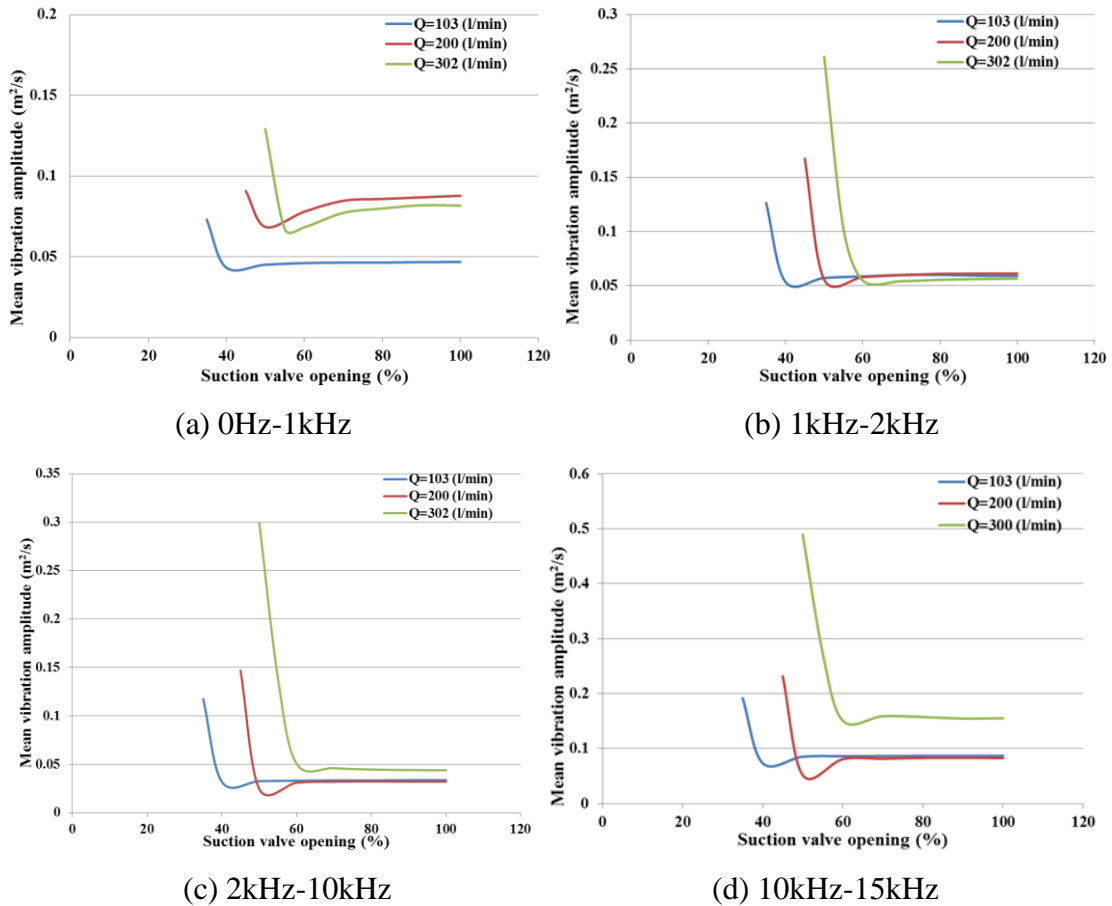 0.2
Q=103 (l/min)
Q=200 (l/min)
Q=302 (l/min)
0.15
0.1
0.05
0
0 20 40 60 80 100 120
Mean vibration amplitude (m²/s)
Suction valve opening (%)
(a) 0Hz-1kHz
0.3
Q=103 (l/min)
Q=200 (l/min)
Q=302 (l/min)
0.25
0.2
0.15
0.1
0.05
0
0 20 40 60 80 100 120
Mean vibration amplitude (m²/s)
Suction valve opening (%)
(b) 1kHz-2kHz
0.35
Q=103 (l/min)
Q=200 (l/min)
Q=302 (l/min)
0.3
0.25
0.2
0.15
0.1
0.05
0
0 20 40 60 80 100 120
Mean vibration amplitude (m²/s)
Suction valve opening (%)
(c) 2kHz-10kHz
0.6
Q=103 (l/min)
Q=200 (l/min)
Q=300 (l/min)
0.5
0.4
0.3
0.2
0.1
0
0 20 40 60 80 100 120
Mean vibration amplitude (m²/s)
Suction valve opening (%)
(d) 10kHz-15kHz